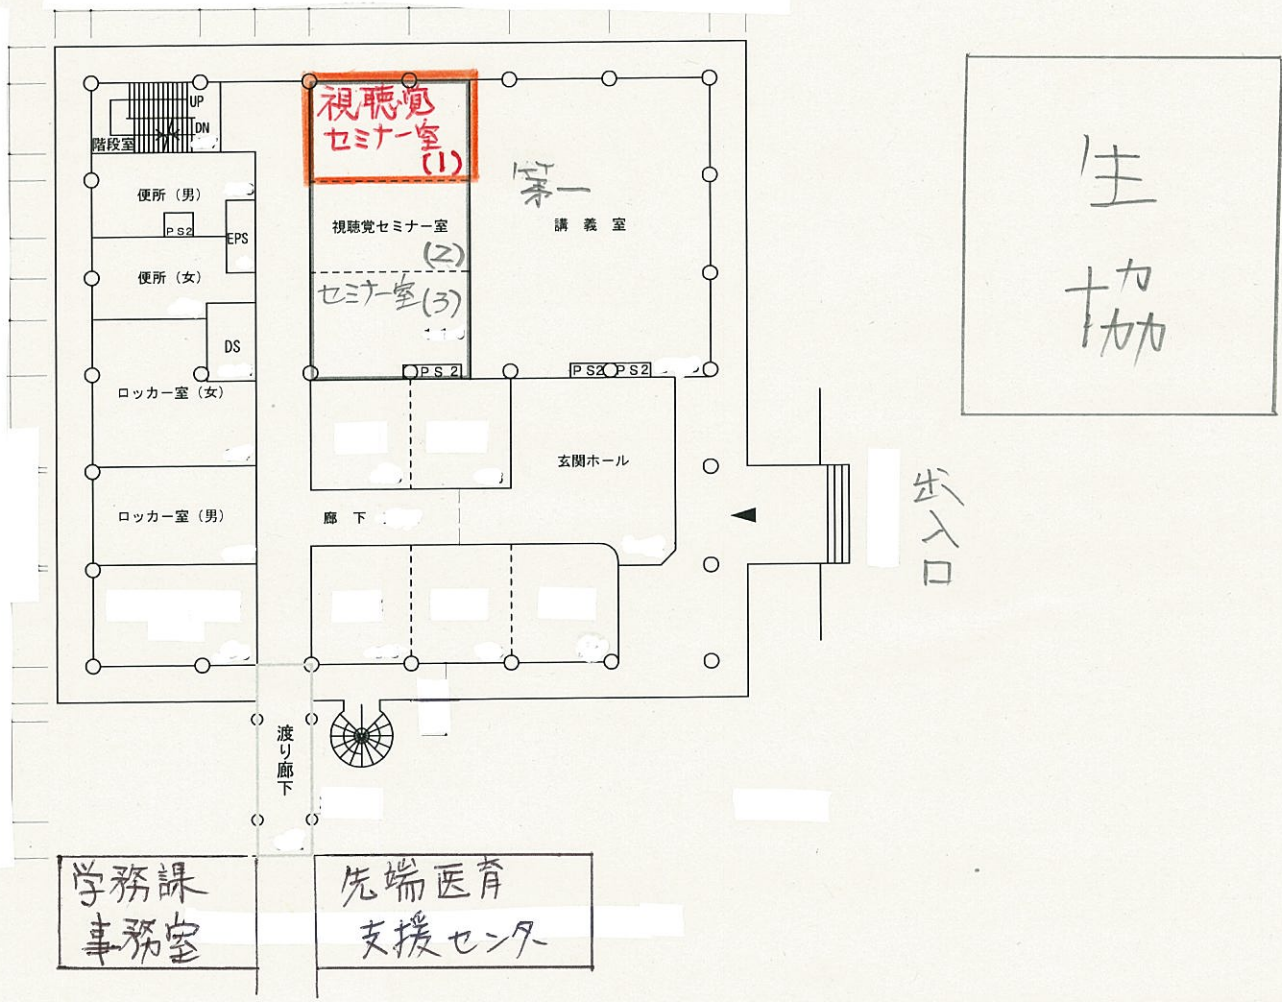 視聴覚
セミナー室
(1)
UP
DN
階段室
便所（男）
PS2
EPS
便所（女）
DS
ロッカー室（女）
ロッカー室（男）
視聴覚セミナー室
(2)
セミナー室(3)
PS2
第一
講義室
PS2
PS2
玄関ホール
廊下
生
協
出
入
口
渡り廊下
学務課
事務室
先端医育
支援センター